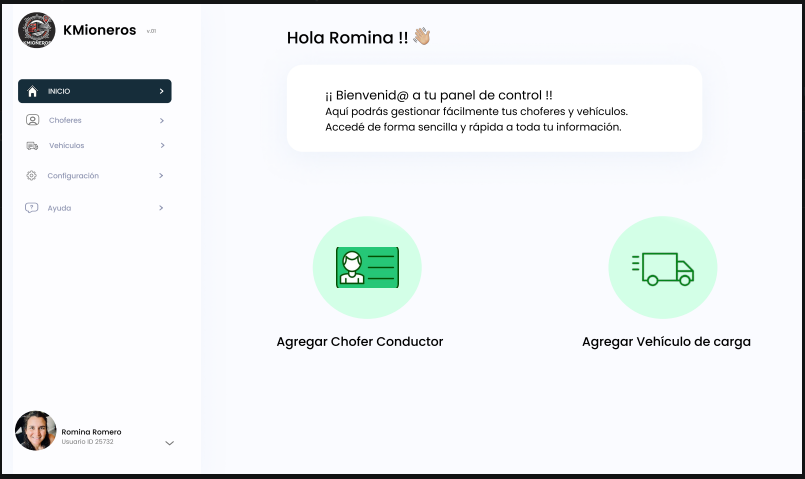 KMIONEROS
KMioneros
v.01
INICIO
Choferes
Vehículos
Configuración
Ayuda
Romina Romero
Usuario ID 25732
Hola Romina !! 👋🏼
¡¡ Bienvenid@ a tu panel de control !!
Aquí podrás gestionar fácilmente tus choferes y vehículos.
Accedé de forma sencilla y rápida a toda tu información.
Agregar Chofer Conductor
Agregar Vehículo de carga